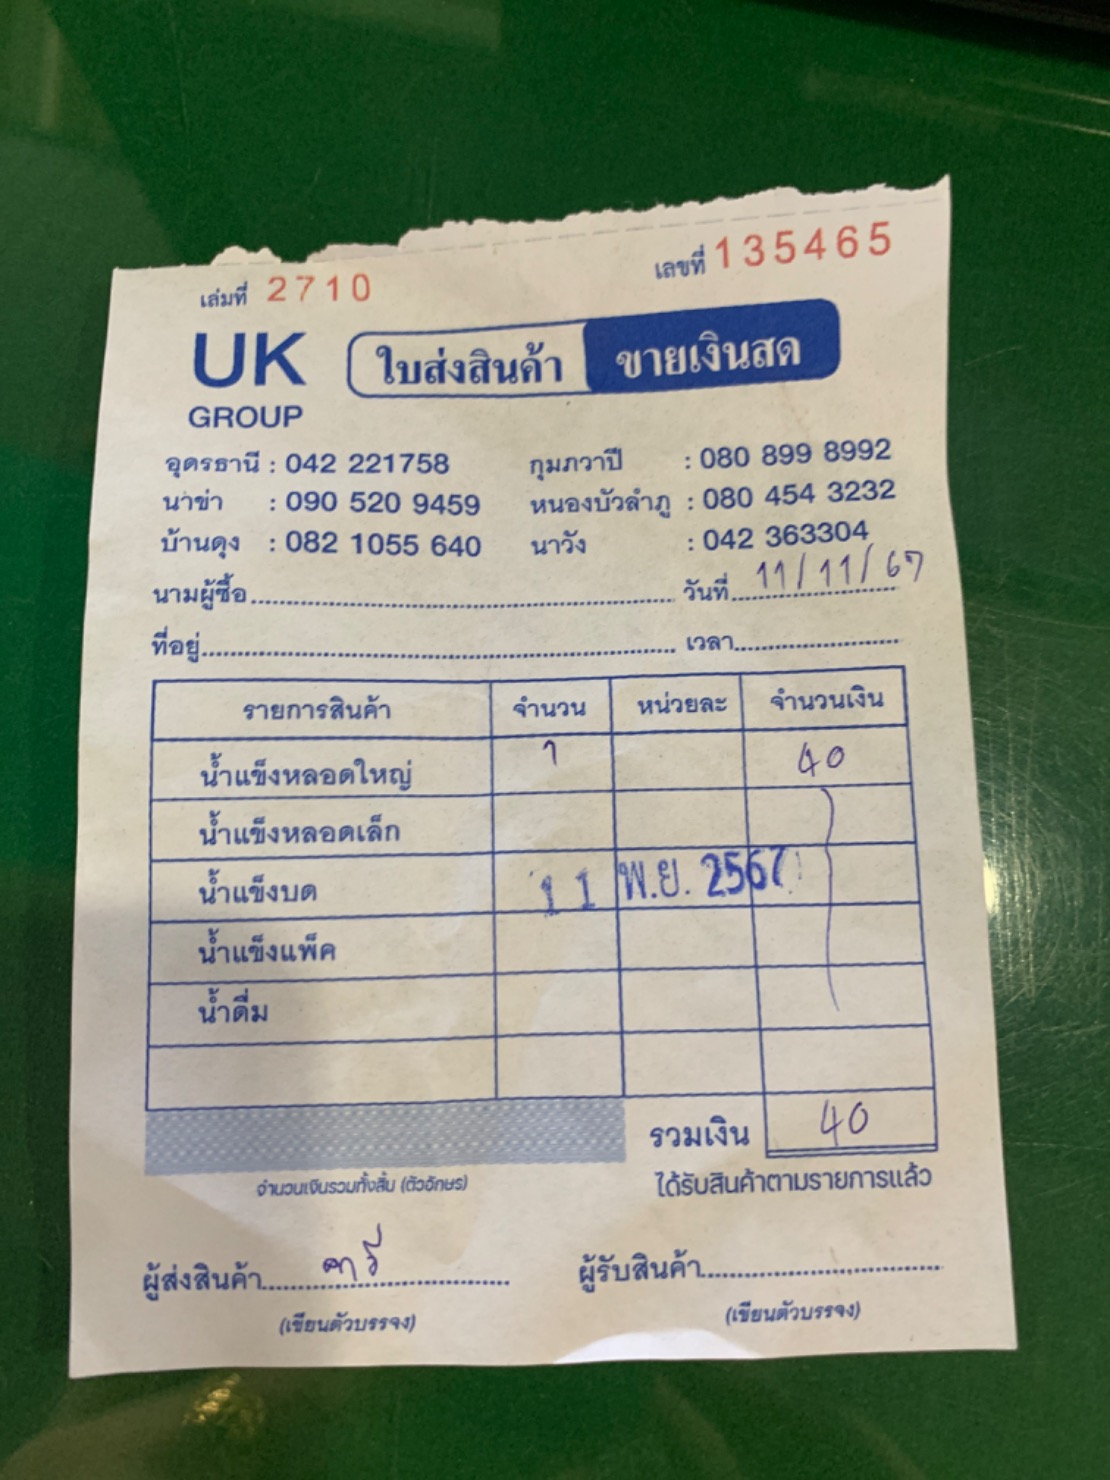 เล่มที่ 2710 เลขที่ 135465
UK GROUP ใบส่งสินค้า ขายเงินสด
อุดรธานี : 042 221758 กุมภวาปี : 080 899 8992
นาข่า : 090 520 9459 หนองบัวลำภู : 080 454 3232
บ้านดุง : 082 1055 640 นาวัง : 042 363304
นามผู้ซื้อ วันที่ 11/11/67
ที่อยู่ เวลา
รายการสินค้า จำนวน หน่วยละ จำนวนเงิน
น้ำแข็งหลอดใหญ่ 1 40
น้ำแข็งหลอดเล็ก
น้ำแข็งบด 11 พ.ย. 2567
น้ำแข็งแพ็ค
น้ำดื่ม
รวมเงิน 40
จำนวนเงินรวมทั้งสิ้น (ตัวอักษร) ได้รับสินค้าตามรายการแล้ว
ผู้ส่งสินค้า ผู้รับสินค้า
(เขียนตัวบรรจง) (เขียนตัวบรรจง)